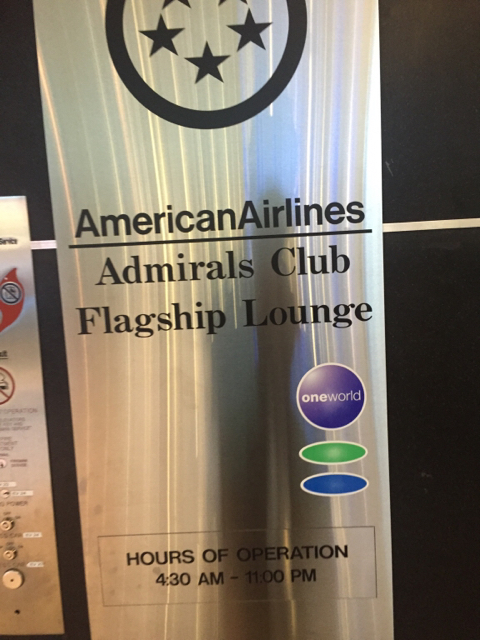 AmericanAirlines
Admirals Club
Flagship Lounge
oneworld
HOURS OF OPERATION
4:30 AM - 11:00 PM